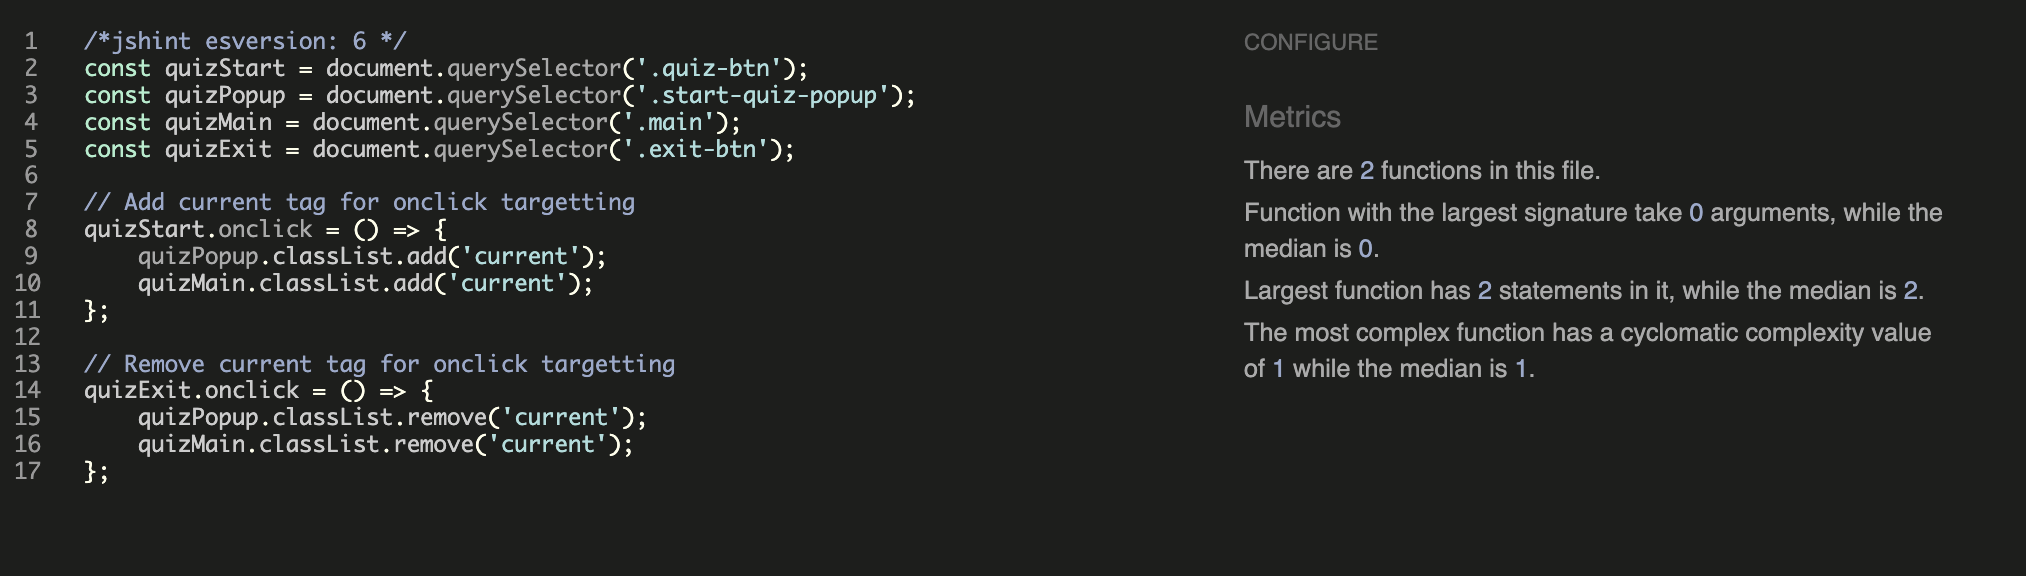 1 /*jshint esversion: 6 */
2 const quizStart = document.querySelector('.quiz-btn');
3 const quizPopup = document.querySelector('.start-quiz-popup');
4 const quizMain = document.querySelector('.main');
5 const quizExit = document.querySelector('.exit-btn');
6
7 // Add current tag for onclick targetting
8 quizStart.onclick = () => {
9     quizPopup.classList.add('current');
10     quizMain.classList.add('current');
11 };
12
13 // Remove current tag for onclick targetting
14 quizExit.onclick = () => {
15     quizPopup.classList.remove('current');
16     quizMain.classList.remove('current');
17 };
CONFIGURE
Metrics
There are 2 functions in this file.
Function with the largest signature take 0 arguments, while the
median is 0.
Largest function has 2 statements in it, while the median is 2.
The most complex function has a cyclomatic complexity value
of 1 while the median is 1.